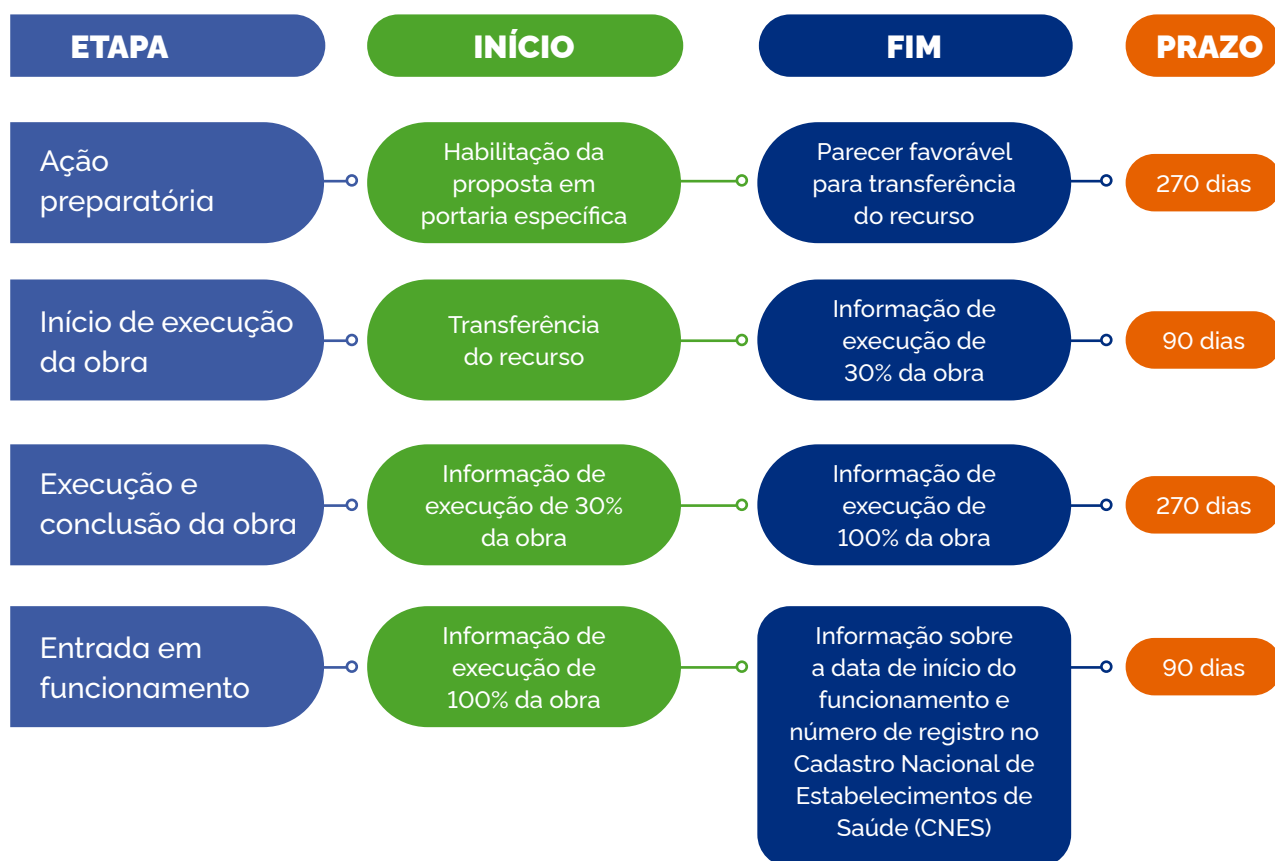 ETAPA
INÍCIO
FIM
PRAZO
Ação
preparatória
Habilitação da
proposta em
portaria específica
Parecer favorável
para transferência
do recurso
270 dias
Início de execução
da obra
Transferência
do recurso
Informação de
execução de
30% da obra
90 dias
Execução e
conclusão da obra
Informação de
execução de 30%
da obra
Informação de
execução de
100% da obra
270 dias
Entrada em
funcionamento
Informação de
execução de
100% da obra
Informação sobre
a data de início do
funcionamento e
número de registro no
Cadastro Nacional de
Estabelecimentos de
Saúde (CNES)
90 dias